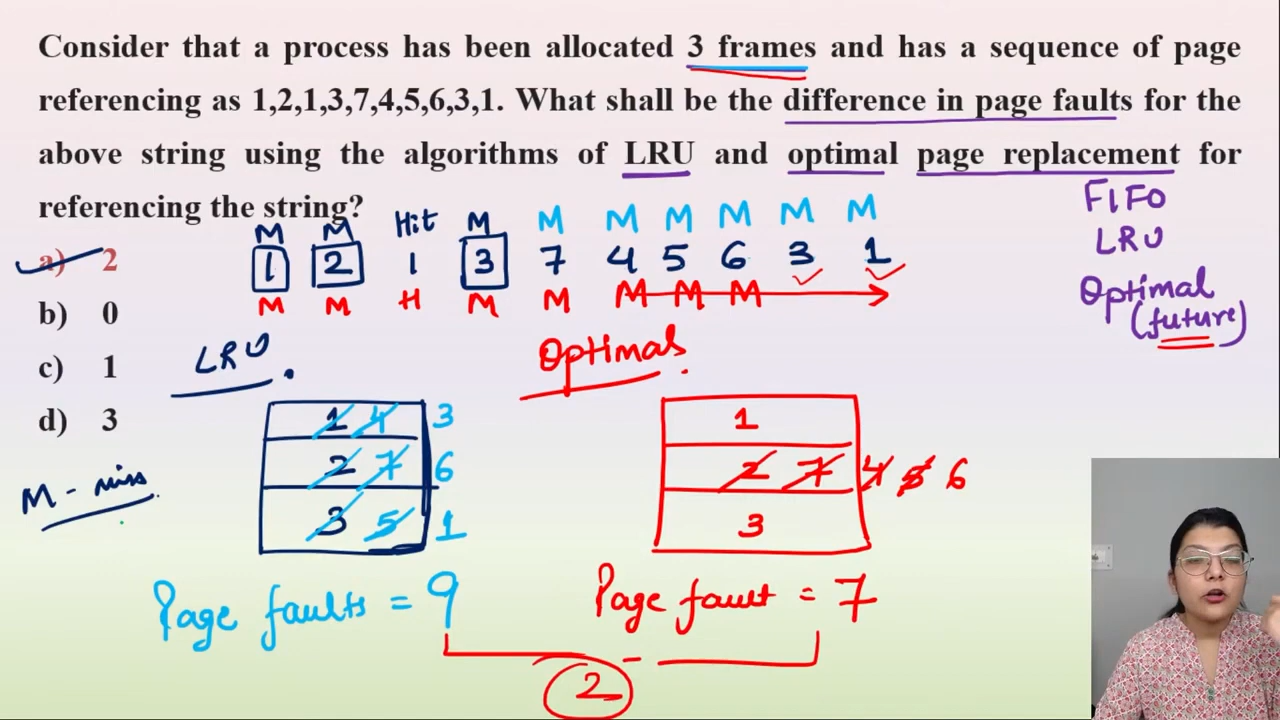 Consider that a process has been allocated 3 frames and has a sequence of page
referencing as 1,2,1,3,7,4,5,6,3,1. What shall be the difference in page faults for the
above string using the algorithms of LRU and optimal page replacement for
referencing the string?
FIFO
LRU
Optimal
(future)
M M Hit M M M M M M M
a) 2 1 2 1 3 7 4 5 6 3 1
M M H M M M M M
b) 0
c) 1
d) 3
LRU
Optimal
1 4 3
2 7 6
3 5 1
1
2 7 4 5 6
3
M - miss
Page faults = 9
Page fault = 7
2